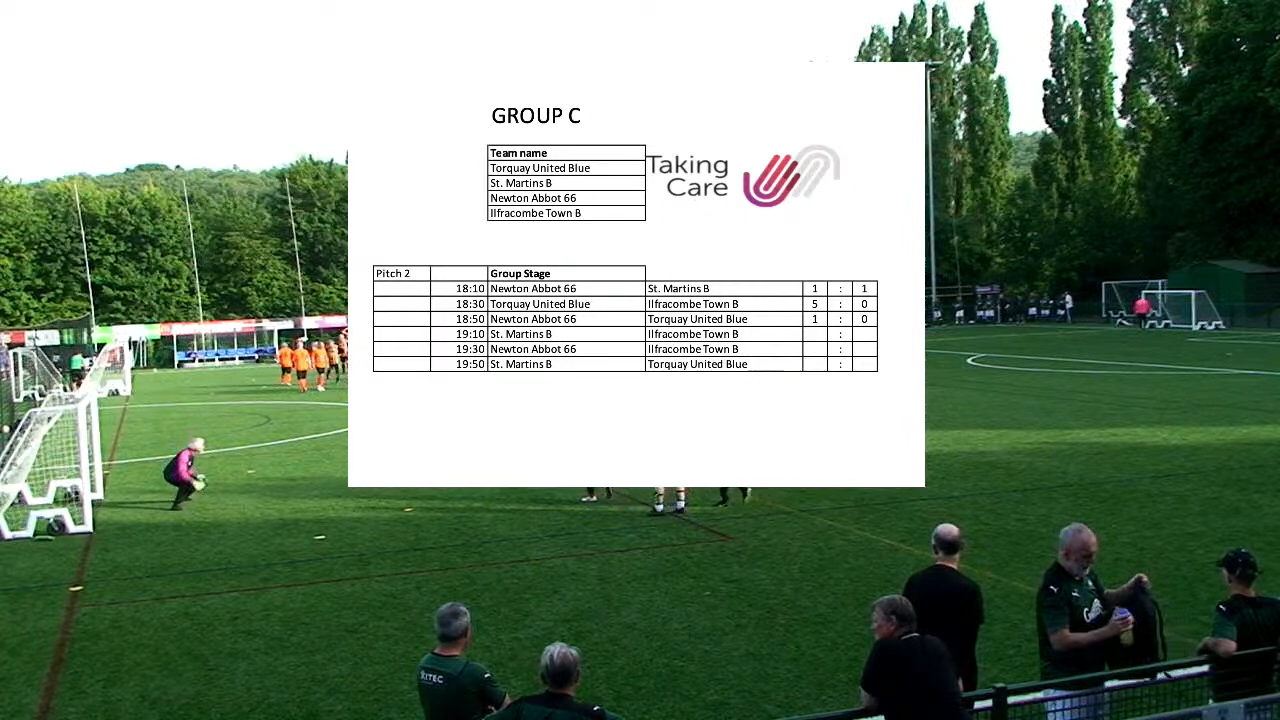 GROUP C
Team name
Torquay United Blue
St. Martins B
Newton Abbot 66
Ilfracombe Town B
Taking
Care
Pitch 2 Group Stage
18:10 Newton Abbot 66 St. Martins B 1 : 1
18:30 Torquay United Blue Ilfracombe Town B 5 : 0
18:50 Newton Abbot 66 Torquay United Blue 1 : 0
19:10 St. Martins B Ilfracombe Town B :
19:30 Newton Abbot 66 Ilfracombe Town B :
19:50 St. Martins B Torquay United Blue :